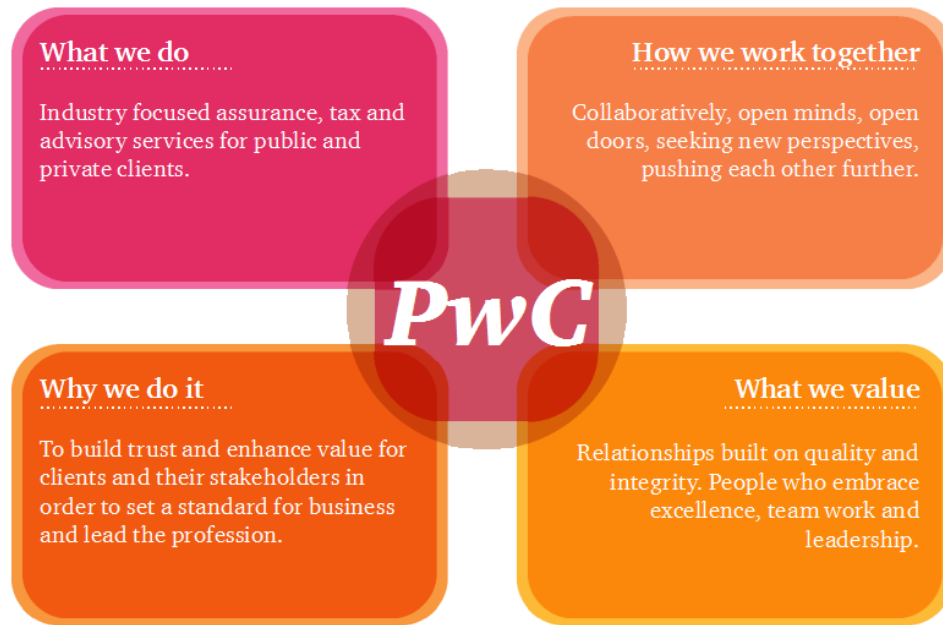 What we do
Industry focused assurance, tax and
advisory services for public and
private clients.
How we work together
Collaboratively, open minds, open
doors, seeking new perspectives,
pushing each other further.
PwC
Why we do it
To build trust and enhance value for
clients and their stakeholders in
order to set a standard for business
and lead the profession.
What we value
Relationships built on quality and
integrity. People who embrace
excellence, team work and
leadership.